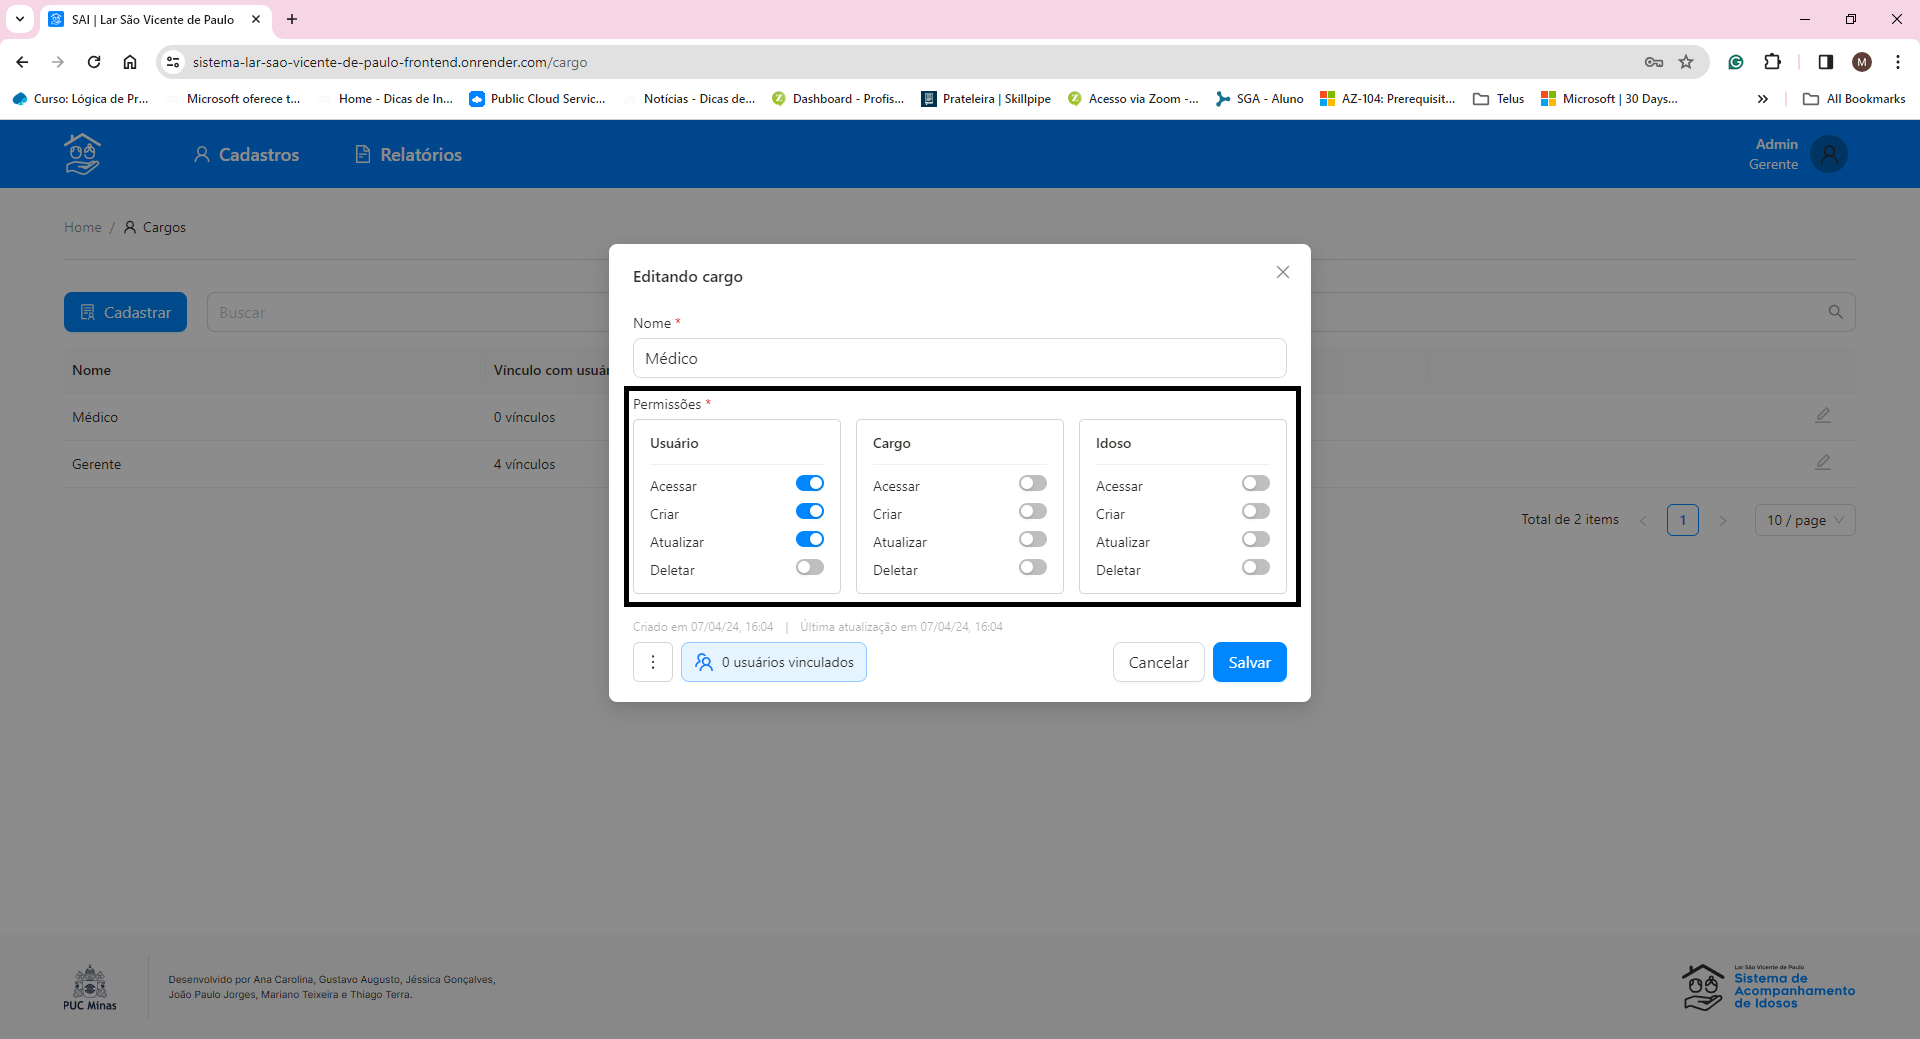 SAI | Lar São Vicente de Paulo
sistema-lar-sao-vicente-de-paulo-frontend.onrender.com/cargo
M
Curso: Lógica de Pr... Microsoft oferece t... Home - Dicas de In... Public Cloud Servic... Notícias - Dicas de... Dashboard - Profis... Prateleira | Skillpipe Acesso via Zoom -... SGA - Aluno AZ-104: Prerequisit... Telus Microsoft | 30 Days... » All Bookmarks
Cadastros Relatórios
Admin
Gerente
Home / Cargos
Cadastrar Buscar
Nome Vínculo com usuár
Médico 0 vínculos
Gerente 4 vínculos
Total de 2 items < 1 > 10 / page
Editando cargo
Nome *
Médico
Permissões *
Usuário
Acessar
Criar
Atualizar
Deletar
Cargo
Acessar
Criar
Atualizar
Deletar
Idoso
Acessar
Criar
Atualizar
Deletar
Criado em 07/04/24, 16:04 | Última atualização em 07/04/24, 16:04
0 usuários vinculados Cancelar Salvar
PUC Minas
Desenvolvido por Ana Carolina, Gustavo Augusto, Jéssica Gonçalves,
João Paulo Jorges, Mariano Teixeira e Thiago Terra.
Lar São Vicente de Paulo
Sistema de
Acompanhamento
de Idosos